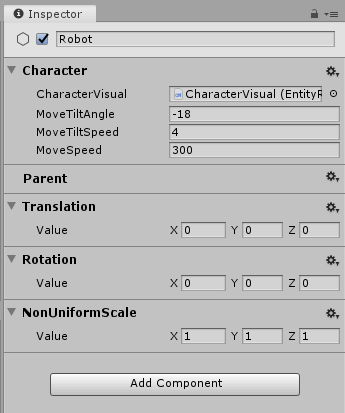 Inspector
Robot
Character
CharacterVisual CharacterVisual (EntityR
MoveTiltAngle -18
MoveTiltSpeed 4
MoveSpeed 300
Parent
Translation
Value X 0 Y 0 Z 0
Rotation
Value X 0 Y 0 Z 0
NonUniformScale
Value X 1 Y 1 Z 1
Add Component